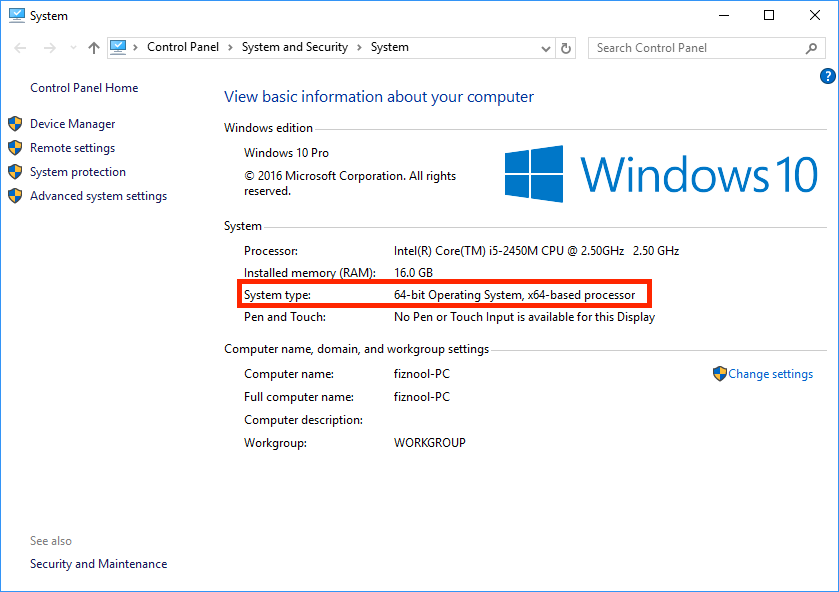 System
Control Panel > System and Security > System
Search Control Panel
?
Control Panel Home
Device Manager
Remote settings
System protection
Advanced system settings
View basic information about your computer
Windows edition
Windows 10 Pro
© 2016 Microsoft Corporation. All rights
reserved.
Windows 10
System
Processor: Intel(R) Core(TM) i5-2450M CPU @ 2.50GHz 2.50 GHz
Installed memory (RAM): 16.0 GB
System type: 64-bit Operating System, x64-based processor
Pen and Touch: No Pen or Touch Input is available for this Display
Computer name, domain, and workgroup settings
Computer name: fiznool-PC
Change settings
Full computer name: fiznool-PC
Computer description:
Workgroup: WORKGROUP
See also
Security and Maintenance